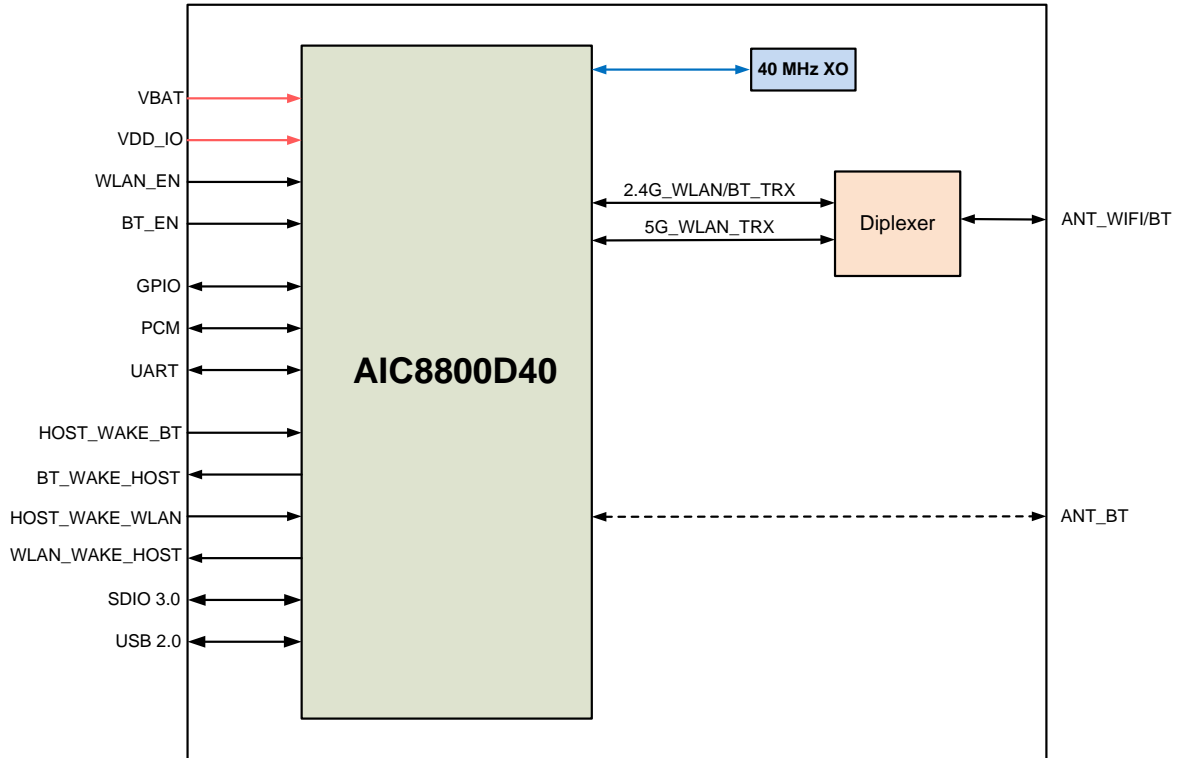 40 MHz XO
VBAT
VDD_IO
WLAN_EN
BT_EN
GPIO
PCM
UART
HOST_WAKE_BT
BT_WAKE_HOST
HOST_WAKE_WLAN
WLAN_WAKE_HOST
SDIO 3.0
USB 2.0
AIC8800D40
2.4G_WLAN/BT_TRX
5G_WLAN_TRX
Diplexer
ANT_WIFI/BT
ANT_BT